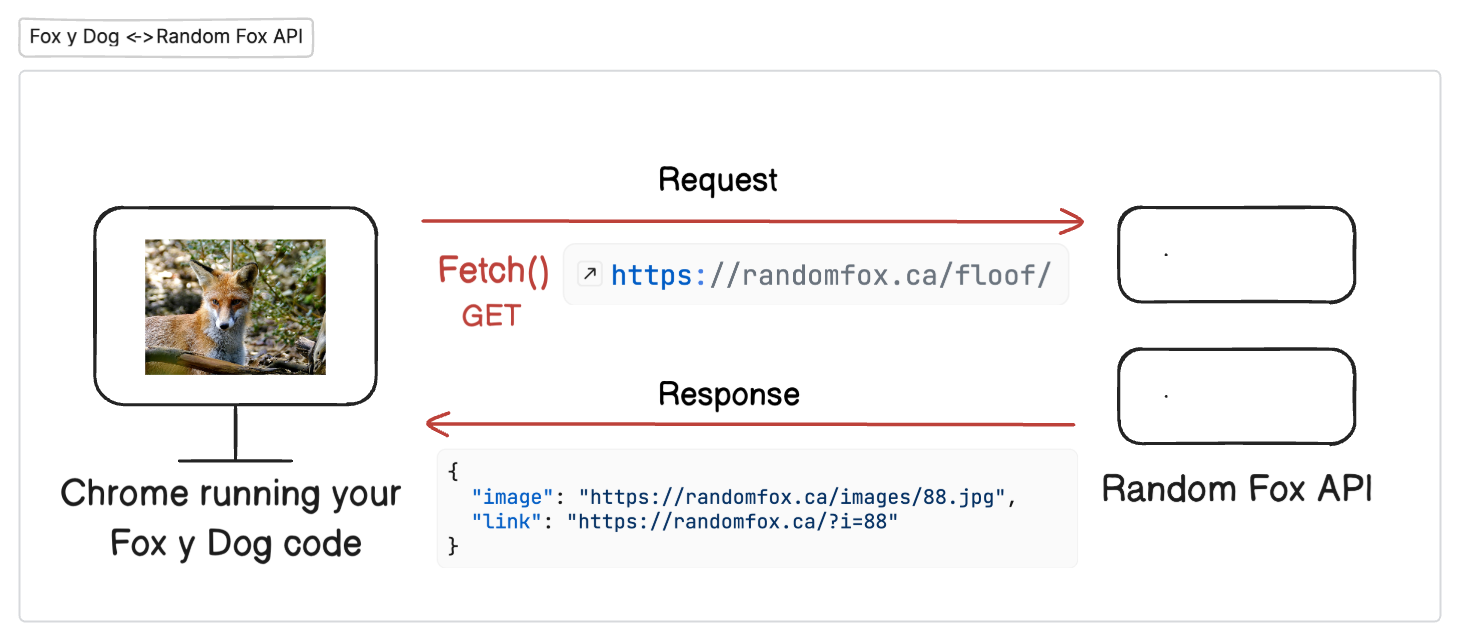 Fox y Dog <-> Random Fox API
Request
Fetch()
GET
https://randomfox.ca/floof/
Response
{
"image": "https://randomfox.ca/images/88.jpg",
"link": "https://randomfox.ca/?i=88"
}
Chrome running your
Fox y Dog code
Random Fox API